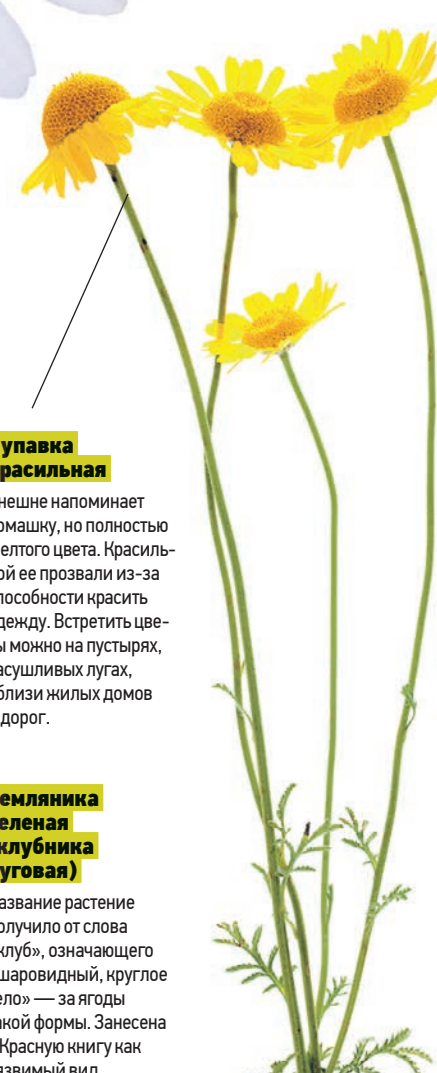 упавка
расильная
нешне напоминает
омашку, но полностью
елтого цвета. Красиль-
ой ее прозвали из-за
пособности красить
дежду. Встретить цве-
ы можно на пустырях,
асушливых лугах,
близи жилых домов
дорог.
емляника
еленая
клубника
уговая)
азвание растение
олучило от слова
клуб», означающего
шаровидный, круглое
ело» — за ягоды
акой формы. Занесена
Красную книгу как
язвимый вид